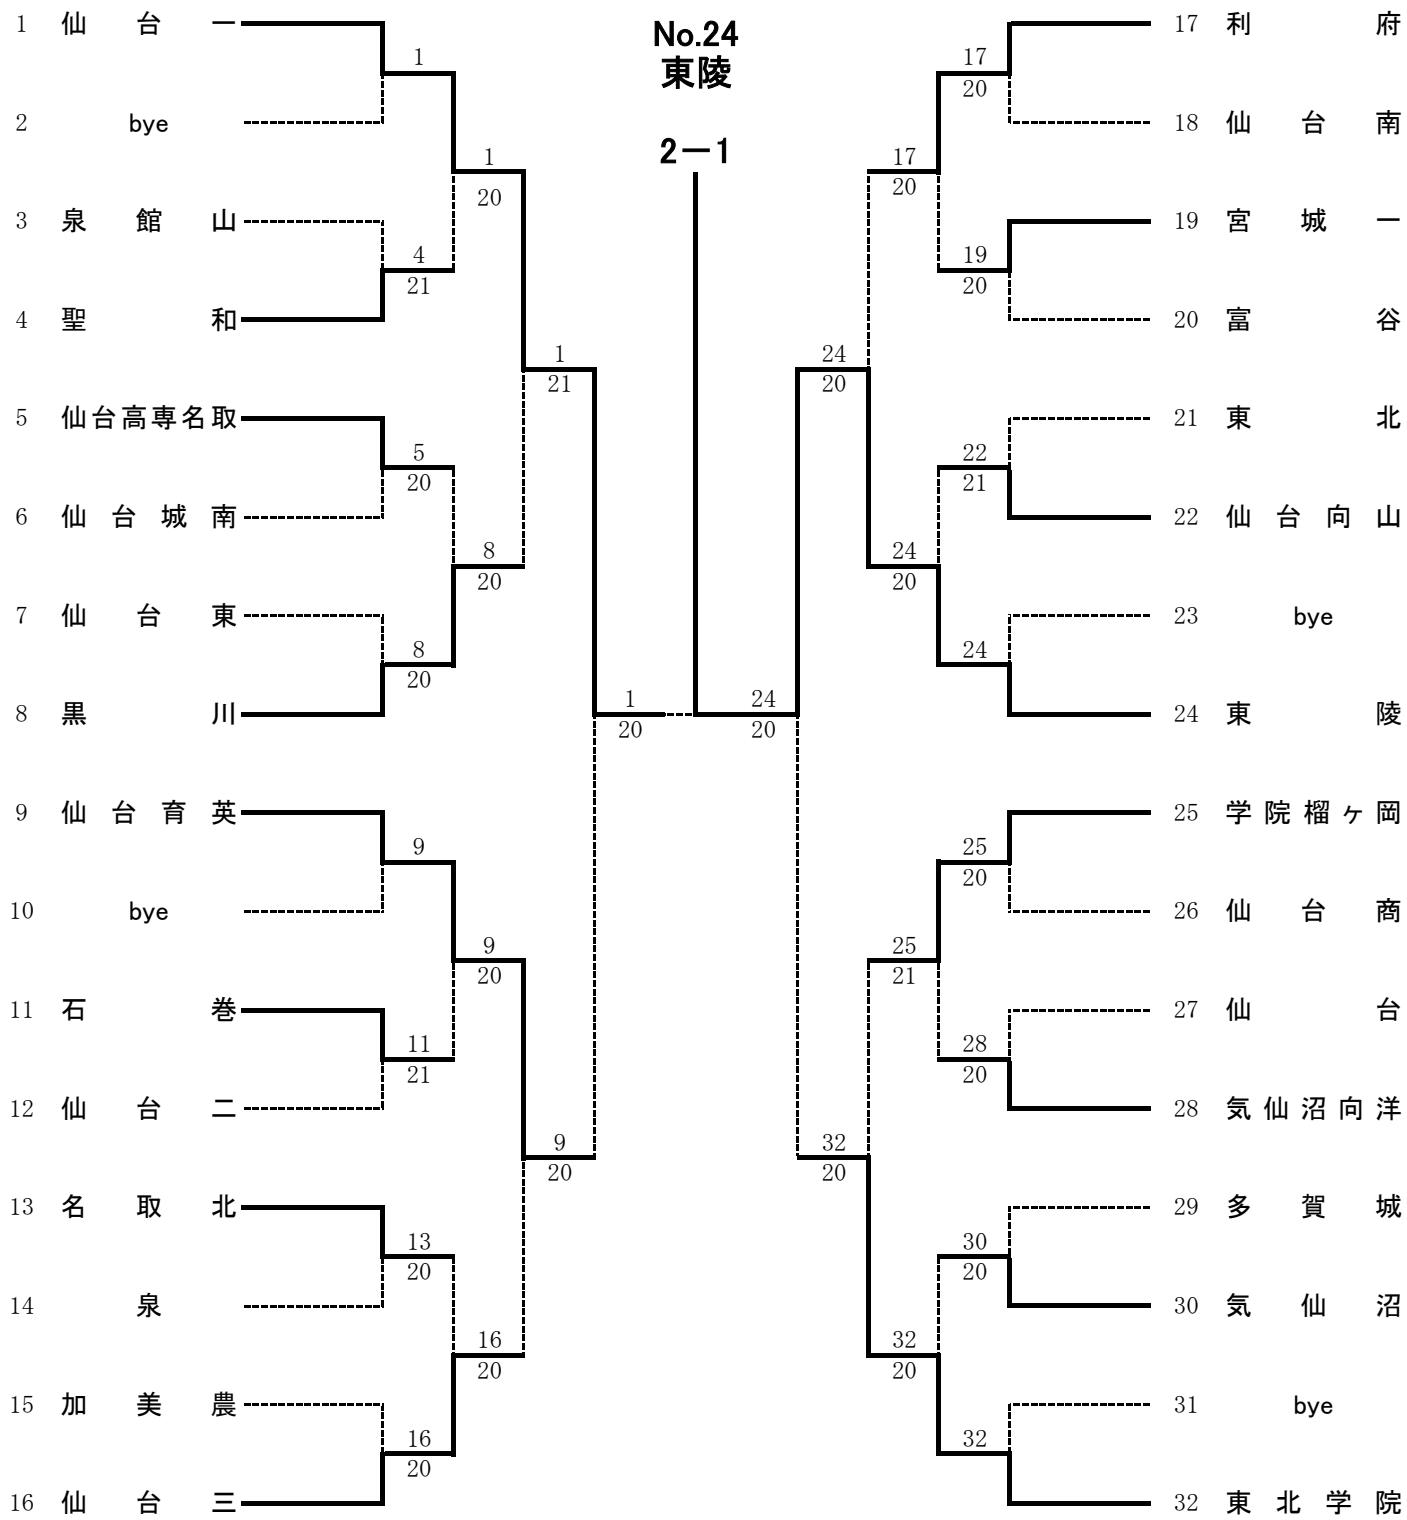 No.24
東陵
2－1
1 仙台一
2 bye
3 泉館山
4 聖和
5 仙台高専名取
6 仙台城南
7 仙台東
8 黒川
9 仙台育英
10 bye
11 石巻
12 仙台二
13 名取北
14 泉
15 加美農
16 仙台三
1
4
21
5
20
8
20
9
11
21
13
20
16
20
1
20
8
20
9
20
16
20
1
21
9
20
1
20
24
20
24
20
32
20
17
20
24
20
25
21
32
20
17
20
19
20
22
21
24
25
20
28
20
30
20
32
17 利府
18 仙台南
19 宮城一
20 富谷
21 東北
22 仙台向山
23 bye
24 東陵
25 学院榴ヶ岡
26 仙台商
27 仙台
28 気仙沼向洋
29 多賀城
30 気仙沼
31 bye
32 東北学院